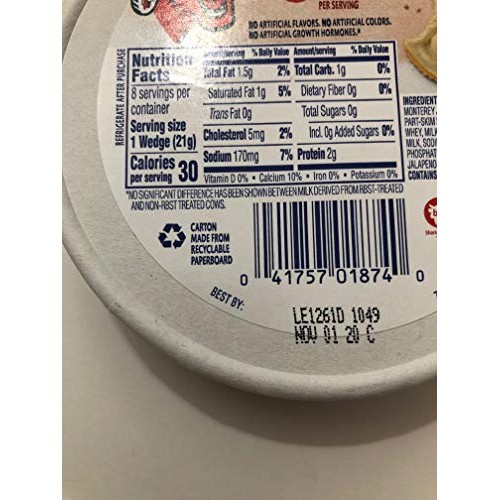 PER SERVING
NO ARTIFICIAL FLAVORS. NO ARTIFICIAL COLORS.
NO ARTIFICIAL GROWTH HORMONES.*
REFRIGERATE AFTER PURCHASE
Nutrition
Facts
8 servings per
container
Serving size
1 Wedge (21g)
Calories
per serving 30
Amount/serving % Daily Value
Total Fat 1.5g 2%
Saturated Fat 1g 5%
Trans Fat 0g
Cholesterol 5mg 2%
Sodium 170mg 7%
Amount/serving % Daily Value
Total Carb. 1g 0%
Dietary Fiber 0g 0%
Total Sugars 0g
Incl. 0g Added Sugars 0%
Protein 2g
Vitamin D 0% • Calcium 10% • Iron 0% • Potassium 0%
*NO SIGNIFICANT DIFFERENCE HAS BEEN SHOWN BETWEEN MILK DERIVED FROM RBST-TREATED
AND NON-RBST TREATED COWS.
INGREDIENT
MONTEREY
PART-SKIM
WHEY, MILK
MILK, SODI
PHOSPHAT
JALAPENO
CONTAINS
CARTON
MADE FROM
RECYCLABLE
PAPERBOARD
0 41757 01874 0
BEST BY:
LE1261D 1049
NOV 01 20 C